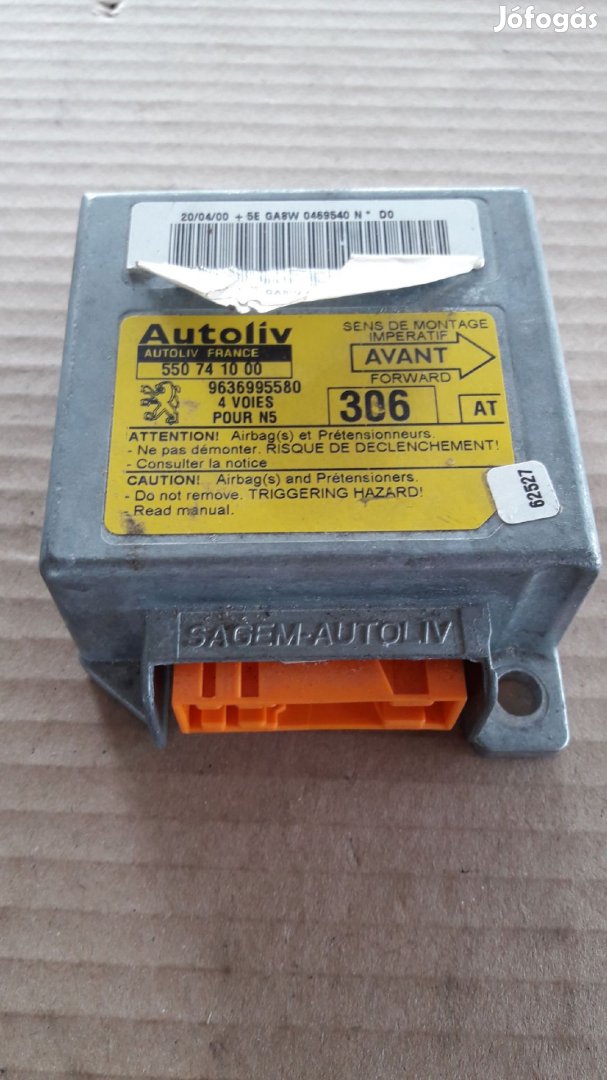 Jófogás
20/04/00 + 5E GA8W 0469540 N * D0
Autoliv
AUTOLIV FRANCE
550 74 10 00
9636995580
4 VOIES
POUR N5
SENS DE MONTAGE
IMPERATIF
AVANT
FORWARD
306
AT
ATTENTION! Airbag(s) et Prétensionneurs.
- Ne pas démonter. RISQUE DE DECLENCHEMENT!
- Consulter la notice
CAUTION! Airbag(s) and Prétensioners.
- Do not remove. TRIGGERING HAZARD!
- Read manual.
62527
SAGEM-AUTOLIV